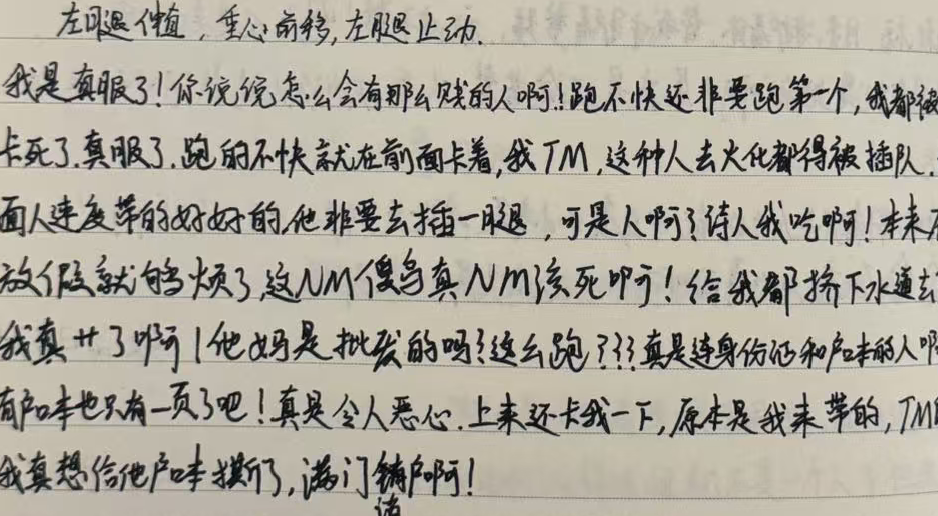 左腿伸直，重心前移，左腿止动.
我是真服了！你说说怎么会有那么贱的人啊！跑不快还非要跑第一个，我都被
卡死了.真服了.跑的不快就在前面卡着，我TM，这种人去火化都得被插队.
面人速度带的好好的，他非要去插一腿，可是人啊？诗人我吃啊！本来
放假就够烦了，这NM傻鸟真NM该死啊！给我都挤下水道去
我真艹了啊！他妈是批发的吗？这么跑？？？真是连身份证和户口本的人啊
有户口本也只有一页了吧！真是令人恶心.上来还卡我一下，原本是我来带的，TM
我真想给他户口本撕了，满门销户啊！